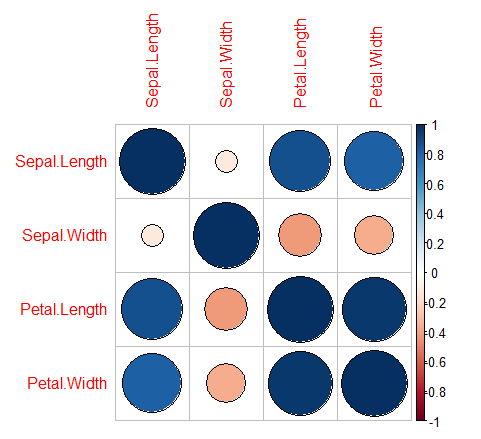 Sepal.Length
Sepal.Width
Petal.Length
Petal.Width
Sepal.Length
Sepal.Width
Petal.Length
Petal.Width
1
0.8
0.6
0.4
0.2
0
-0.2
-0.4
-0.6
-0.8
-1